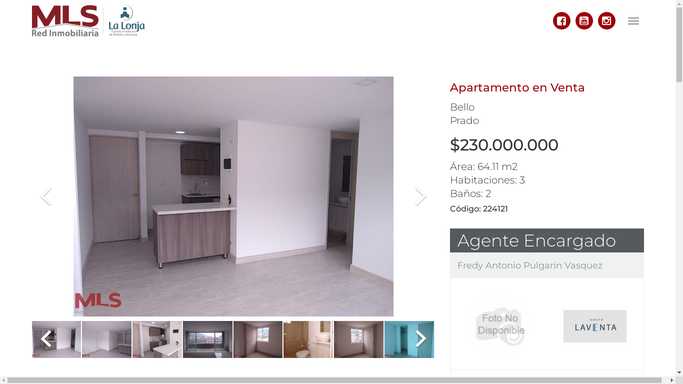 MLS
Red Inmobiliaria
La Lonja
Apartamento en Venta
Bello
Prado
$230.000.000
Área: 64.11 m2
Habitaciones: 3
Baños: 2
Código: 224121
Agente Encargado
Fredy Antonio Pulgarin Vasquez
MLS
Foto No
Disponible
LAVENTA